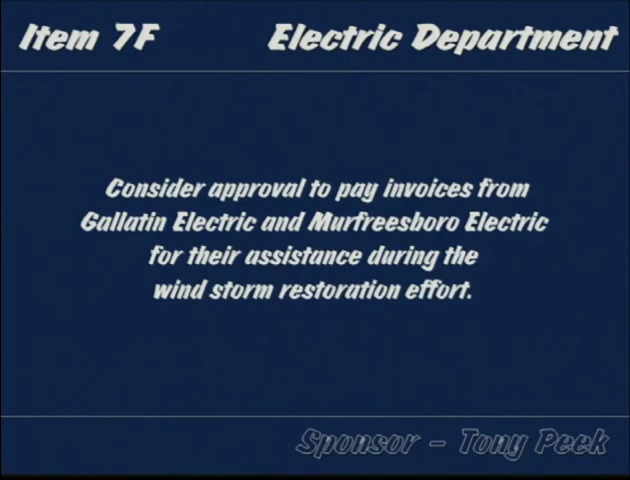 Item 7F
Electric Department
Consider approval to pay invoices from
Gallatin Electric and Murfreesboro Electric
for their assistance during the
wind storm restoration effort.
Sponsor - Tony Peek